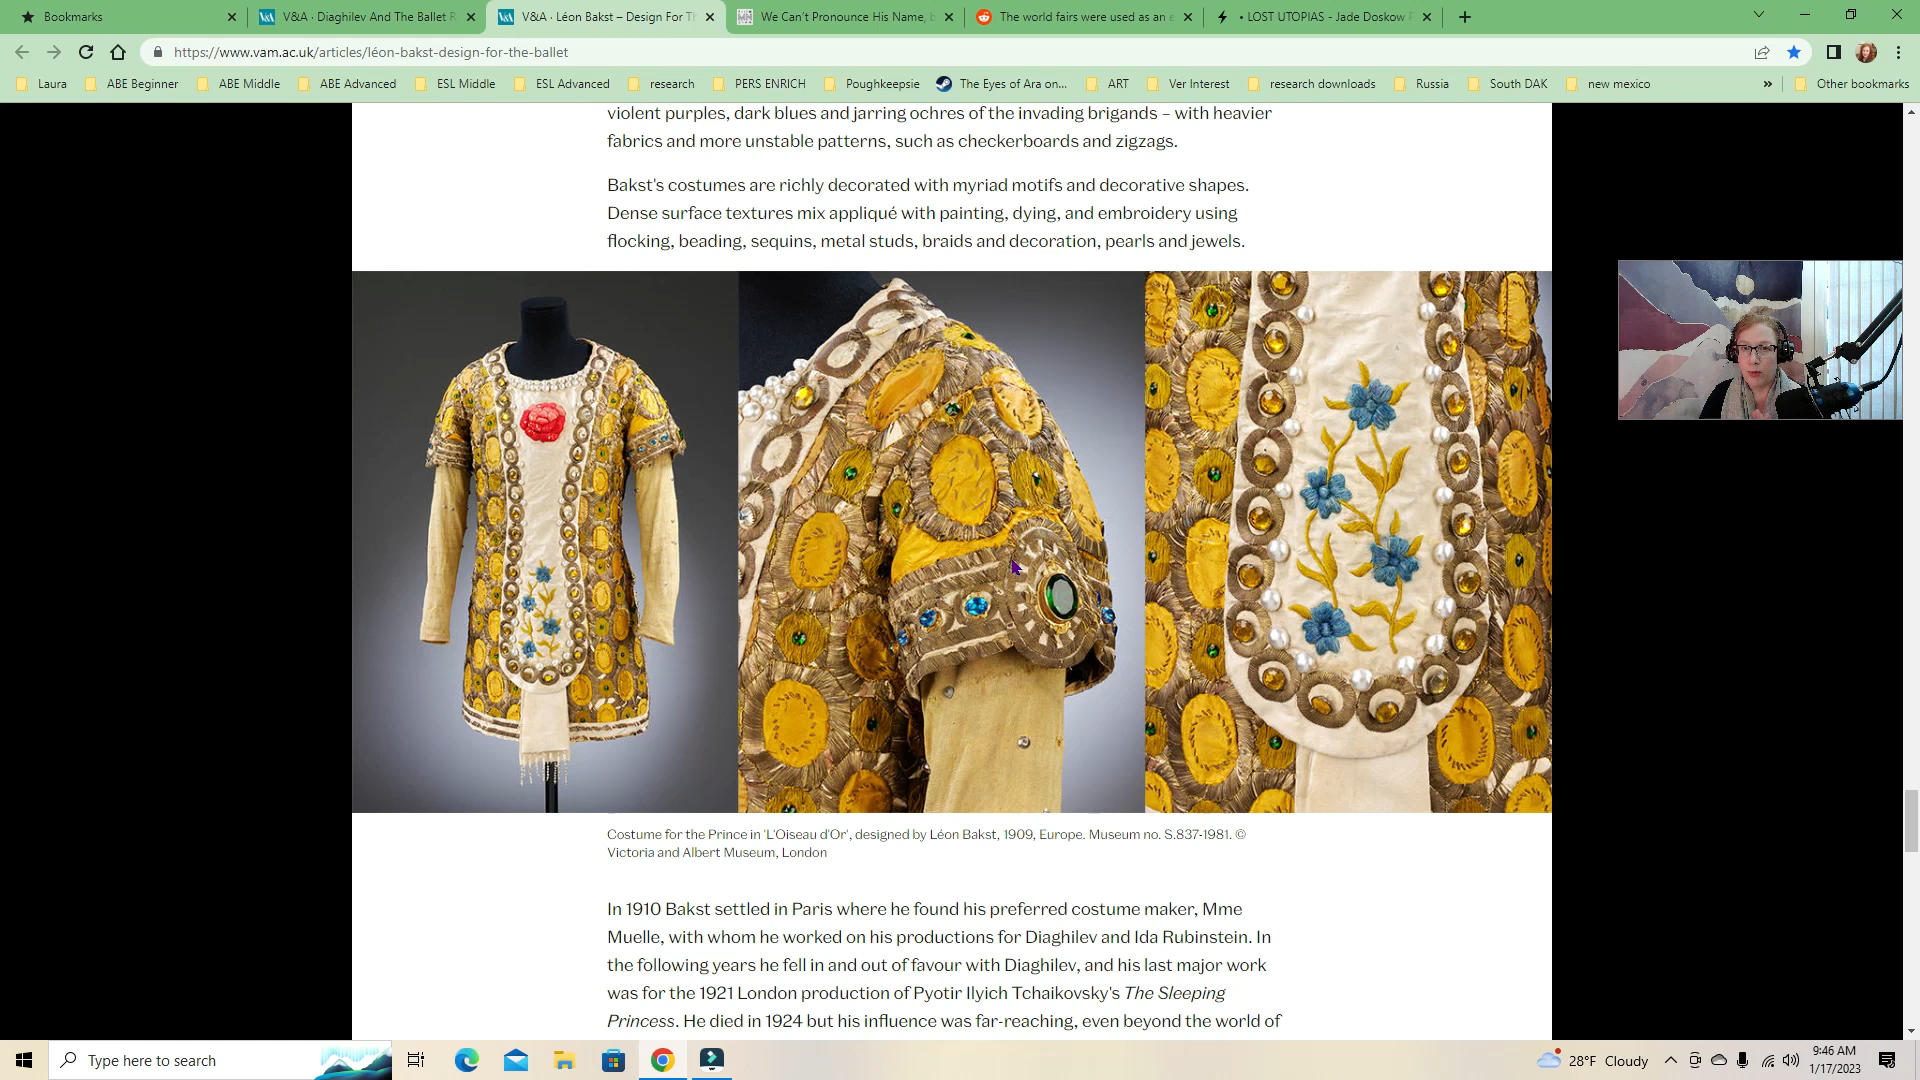 Bookmarks
V&A · Diaghilev And The Ballet R
V&A · Léon Bakst – Design For Th
We Can't Pronounce His Name, b
The world fairs were used as an e
• LOST UTOPIAS - Jade Doskow P
https://www.vam.ac.uk/articles/léon-bakst-design-for-the-ballet
Laura
ABE Beginner
ABE Middle
ABE Advanced
ESL Middle
ESL Advanced
research
PERS ENRICH
Poughkeepsie
The Eyes of Ara on...
ART
Ver Interest
research downloads
Russia
South DAK
new mexico
»
Other bookmarks
violent purples, dark blues and jarring ochres of the invading brigands – with heavier
fabrics and more unstable patterns, such as checkerboards and zigzags.
Bakst's costumes are richly decorated with myriad motifs and decorative shapes.
Dense surface textures mix appliqué with painting, dying, and embroidery using
flocking, beading, sequins, metal studs, braids and decoration, pearls and jewels.
Costume for the Prince in 'L'Oiseau d'Or', designed by Léon Bakst, 1909, Europe. Museum no. S.837-1981. ©
Victoria and Albert Museum, London
In 1910 Bakst settled in Paris where he found his preferred costume maker, Mme
Muelle, with whom he worked on his productions for Diaghilev and Ida Rubinstein. In
the following years he fell in and out of favour with Diaghilev, and his last major work
was for the 1921 London production of Pyotir Ilyich Tchaikovsky's The Sleeping
Princess. He died in 1924 but his influence was far-reaching, even beyond the world of
Type here to search
28°F Cloudy
9:46 AM
1/17/2023